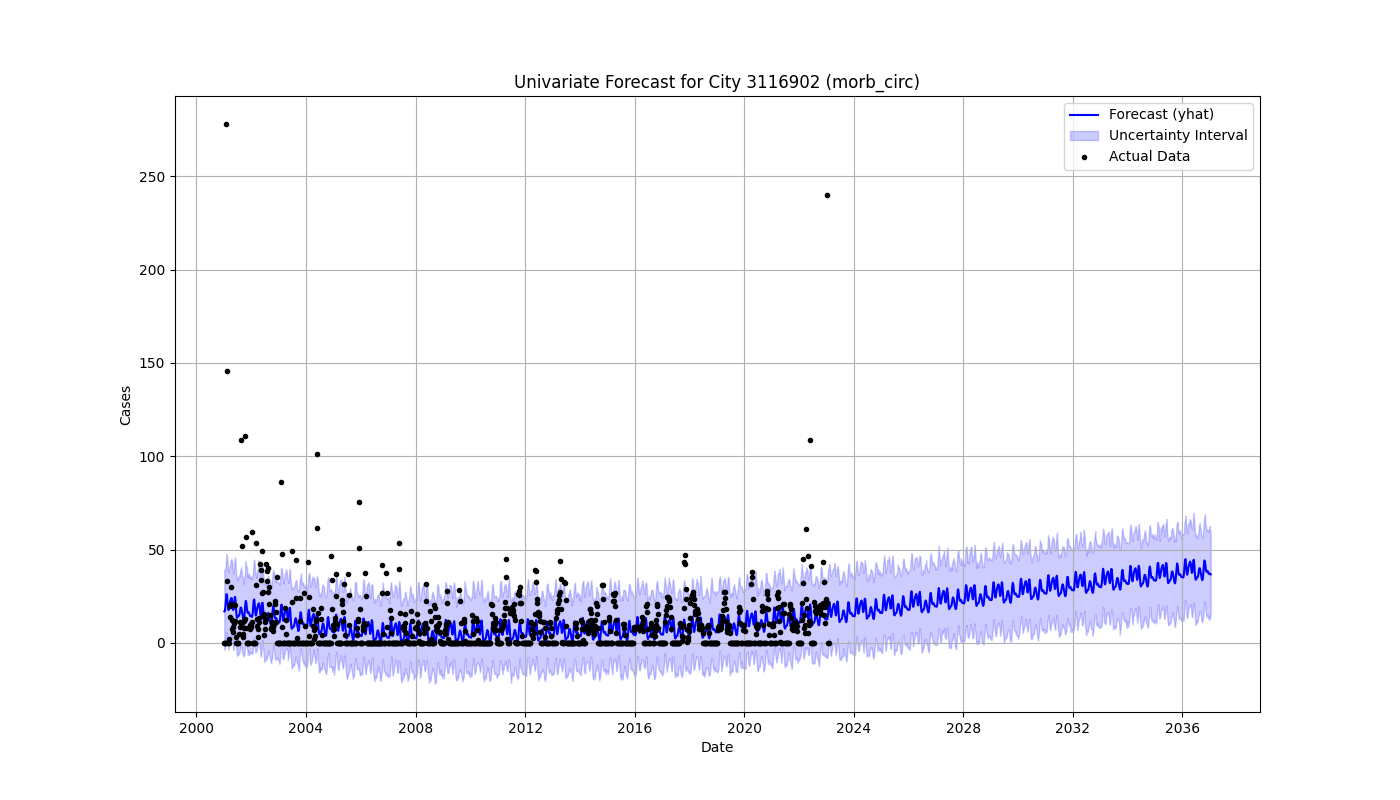 Univariate Forecast for City 3116902 (morb_circ)
Forecast (yhat)
Uncertainty Interval
Actual Data
Cases
250
200
150
100
50
0
2000 2004 2008 2012 2016 2020 2024 2028 2032 2036
Date